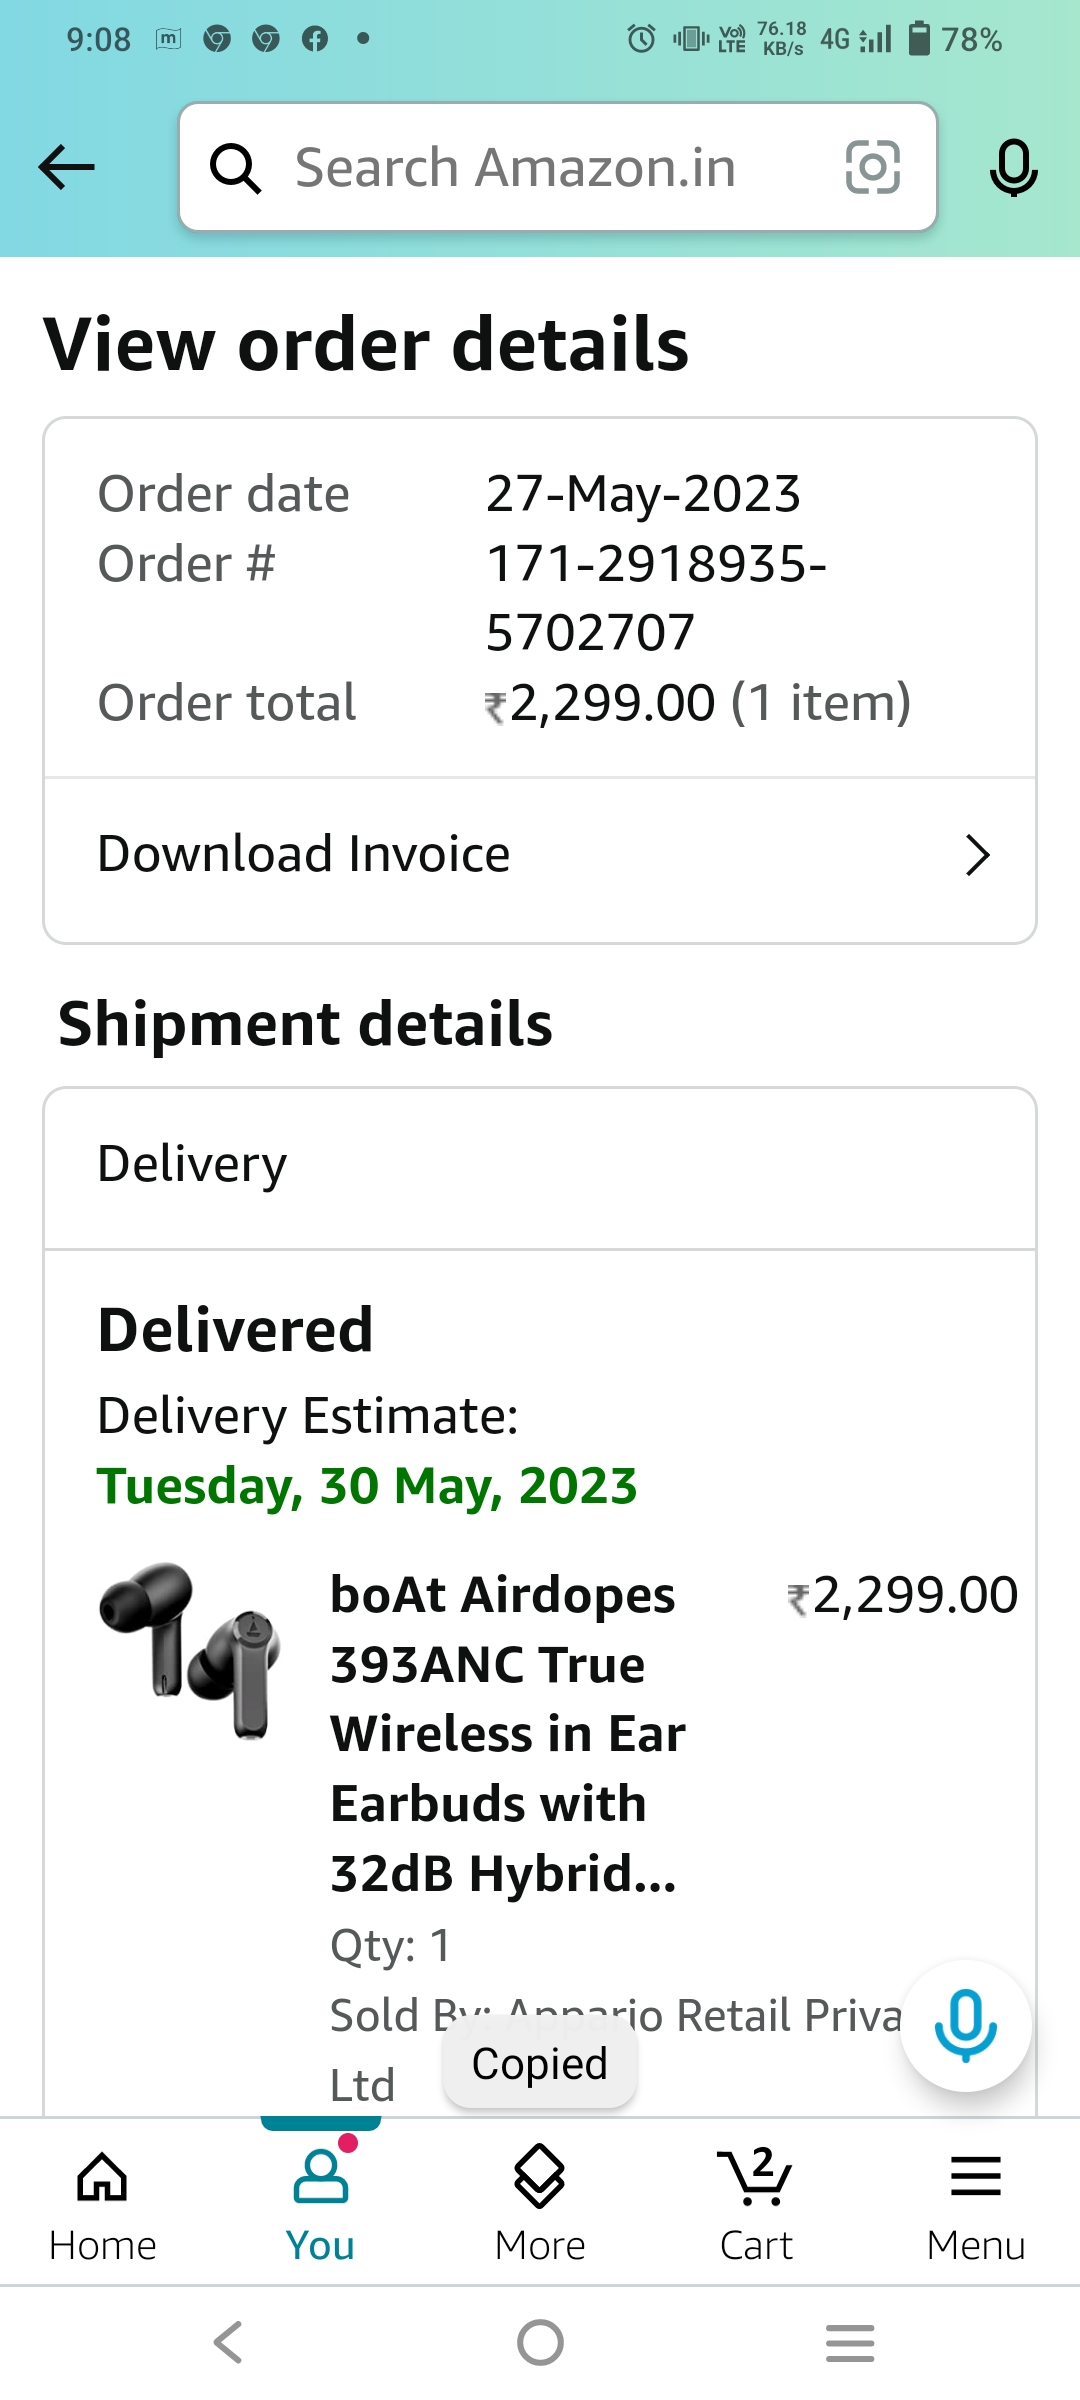 9:08 m 76.18 KB/s VoLTE 4G 78%
Search Amazon.in
View order details
Order date 27-May-2023
Order # 171-2918935-
5702707
Order total ₹2,299.00 (1 item)
Download Invoice
Shipment details
Delivery
Delivered
Delivery Estimate:
Tuesday, 30 May, 2023
boAt Airdopes ₹2,299.00
393ANC True
Wireless in Ear
Earbuds with
32dB Hybrid...
Qty: 1
Sold By: Appario Retail Priva
Ltd
Copied
2
Home You More Cart Menu